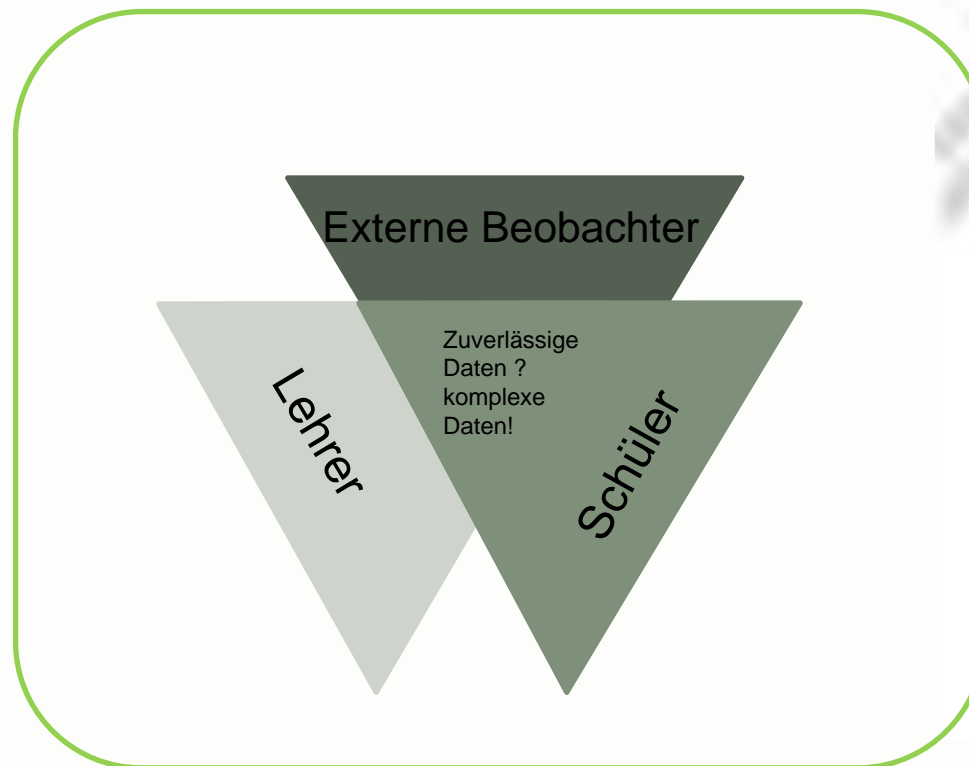 Externe Beobachter
Zuverlässige
Daten ?
komplexe
Daten!
Lehrer
Schüler